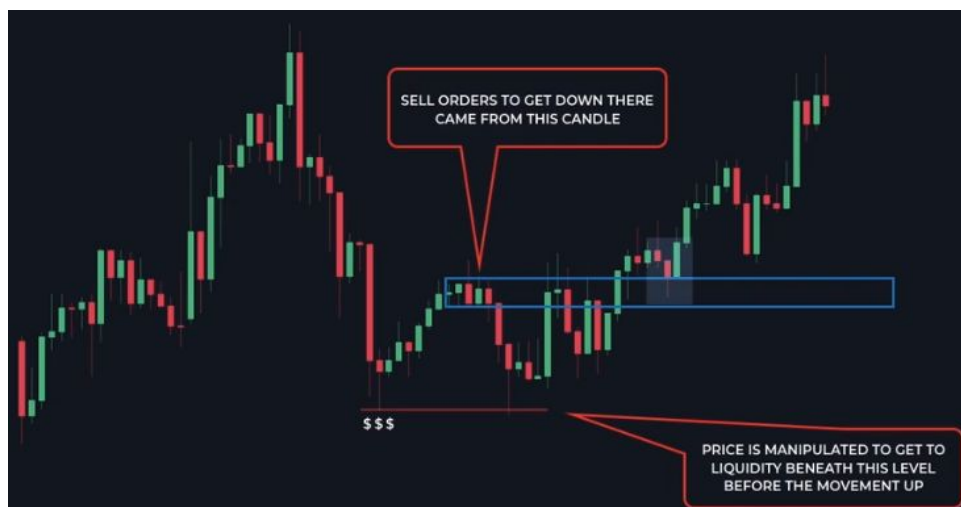 SELL ORDERS TO GET DOWN THERE
CAME FROM THIS CANDLE
$$$
PRICE IS MANIPULATED TO GET TO
LIQUIDITY BENEATH THIS LEVEL
BEFORE THE MOVEMENT UP